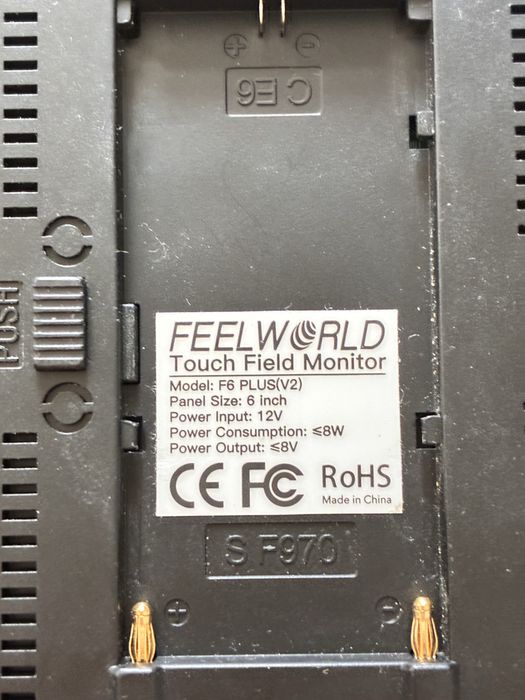 C E6
PUSH
FEELWORLD
Touch Field Monitor
Model: F6 PLUS(V2)
Panel Size: 6 inch
Power Input: 12V
Power Consumption: ≤8W
Power Output: ≤8V
CE FC RoHS
Made in China
S F970